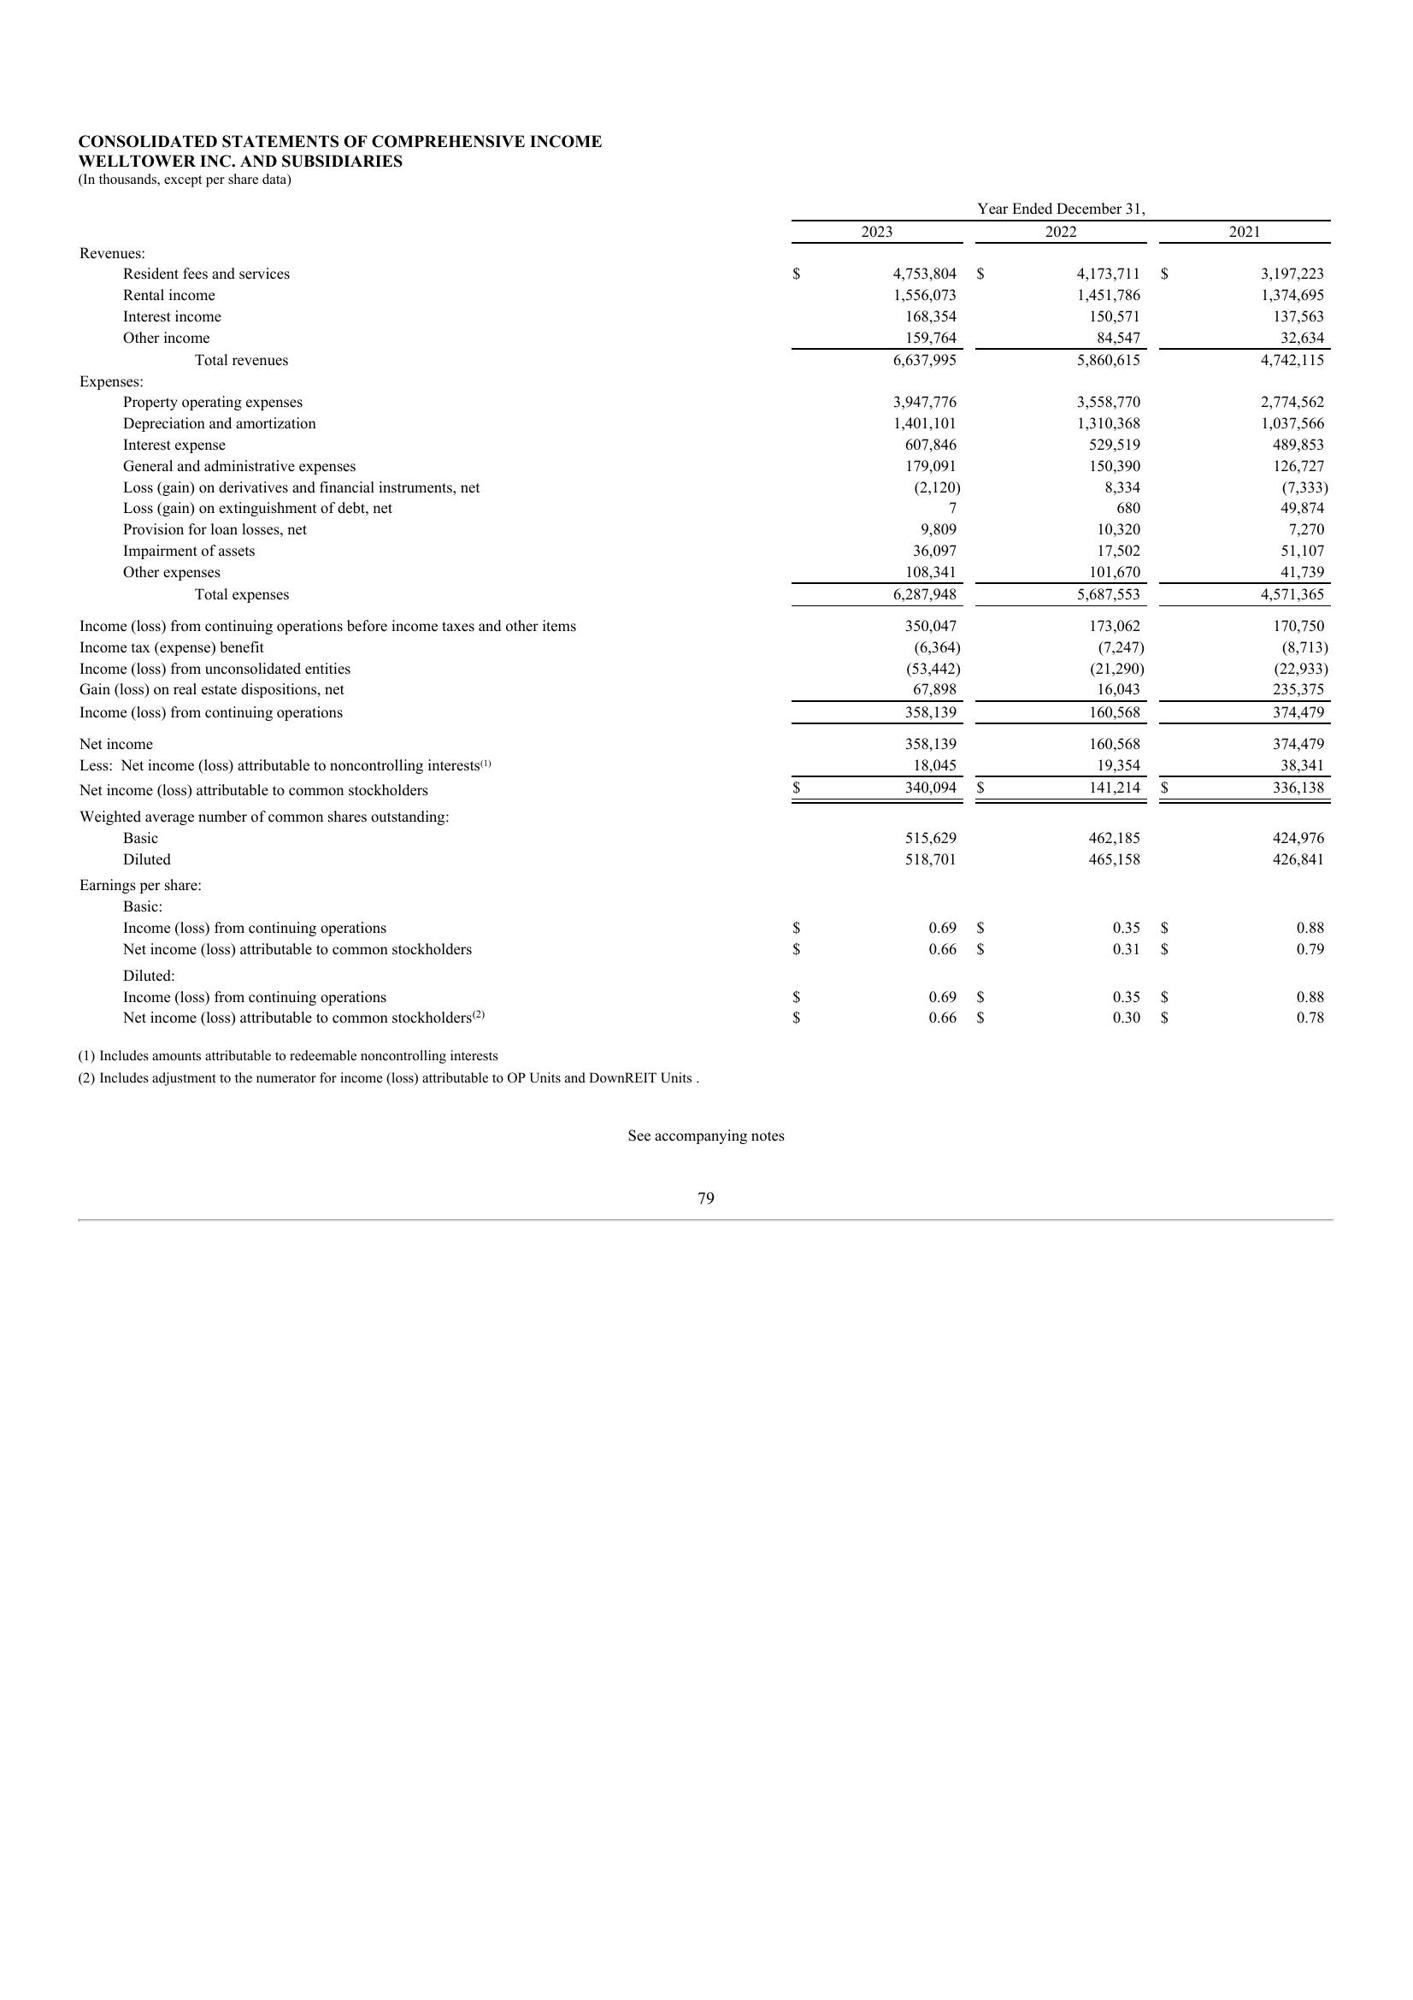 CONSOLIDATED STATEMENTS OF COMPREHENSIVE INCOME
WELLTOWER INC. AND SUBSIDIARIES
(In thousands, except per share data)
Year Ended December 31,
2023 2022 2021
Revenues:
Resident fees and services $ 4,753,804 $ 4,173,711 $ 3,197,223
Rental income 1,556,073 1,451,786 1,374,695
Interest income 168,354 150,571 137,563
Other income 159,764 84,547 32,634
Total revenues 6,637,995 5,860,615 4,742,115
Expenses:
Property operating expenses 3,947,776 3,558,770 2,774,562
Depreciation and amortization 1,401,101 1,310,368 1,037,566
Interest expense 607,846 529,519 489,853
General and administrative expenses 179,091 150,390 126,727
Loss (gain) on derivatives and financial instruments, net (2,120) 8,334 (7,333)
Loss (gain) on extinguishment of debt, net 7 680 49,874
Provision for loan losses, net 9,809 10,320 7,270
Impairment of assets 36,097 17,502 51,107
Other expenses 108,341 101,670 41,739
Total expenses 6,287,948 5,687,553 4,571,365
Income (loss) from continuing operations before income taxes and other items 350,047 173,062 170,750
Income tax (expense) benefit (6,364) (7,247) (8,713)
Income (loss) from unconsolidated entities (53,442) (21,290) (22,933)
Gain (loss) on real estate dispositions, net 67,898 16,043 235,375
Income (loss) from continuing operations 358,139 160,568 374,479
Net income 358,139 160,568 374,479
Less: Net income (loss) attributable to noncontrolling interests(1) 18,045 19,354 38,341
Net income (loss) attributable to common stockholders $ 340,094 $ 141,214 $ 336,138
Weighted average number of common shares outstanding:
Basic 515,629 462,185 424,976
Diluted 518,701 465,158 426,841
Earnings per share:
Basic:
Income (loss) from continuing operations $ 0.69 $ 0.35 $ 0.88
Net income (loss) attributable to common stockholders $ 0.66 $ 0.31 $ 0.79
Diluted:
Income (loss) from continuing operations $ 0.69 $ 0.35 $ 0.88
Net income (loss) attributable to common stockholders(2) $ 0.66 $ 0.30 $ 0.78
(1) Includes amounts attributable to redeemable noncontrolling interests
(2) Includes adjustment to the numerator for income (loss) attributable to OP Units and DownREIT Units .
See accompanying notes
79